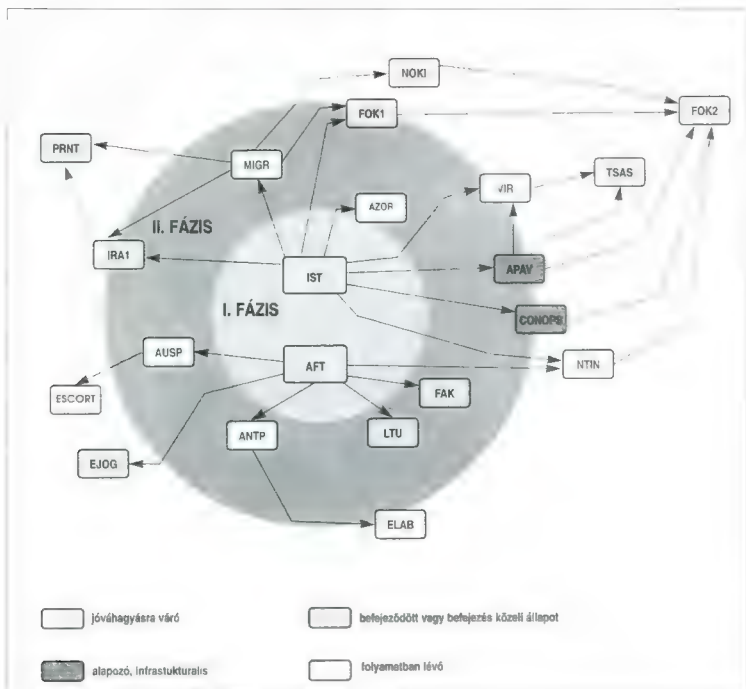 NOKI
FOK1
FOK2
PRNT
MIGR
VIR
TSAS
AZOR
II. FÁZIS
IRA1
IST
APAV
I. FÁZIS
CONOPS
AUSP
AFT
NTIN
ESCORT
FAK
ANTP
LTU
EJOG
ELAB
jóváhagyásra váró
befejeződött vagy befejezés közeli állapot
alapozó, infrastukturalis
folyamatban lévő